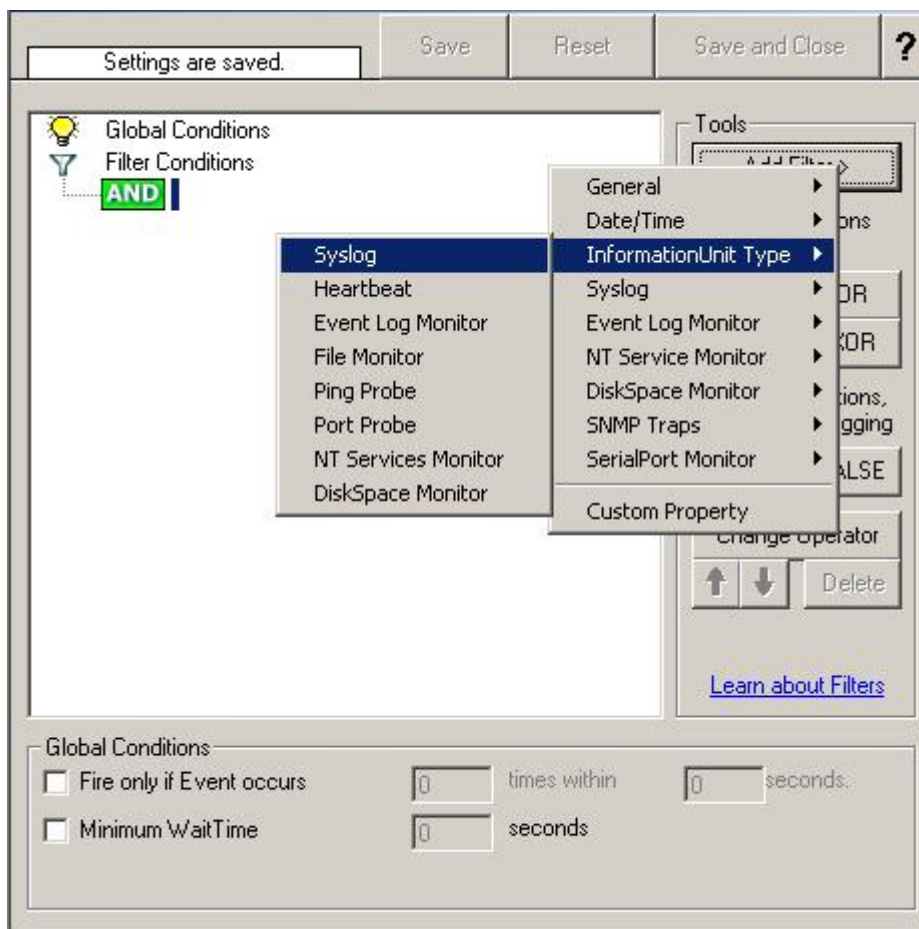 Settings are saved.
Save
Reset
Save and Close
?
Global Conditions
Filter Conditions
AND
Tools
General
Date/Time
InformationUnit Type
Syslog
Event Log Monitor
NT Service Monitor
DiskSpace Monitor
SNMP Traps
SerialPort Monitor
Custom Property
Syslog
Heartbeat
Event Log Monitor
File Monitor
Ping Probe
Port Probe
NT Services Monitor
DiskSpace Monitor
Change Operator
Delete
Learn about Filters
Global Conditions
Fire only if Event occurs 0 times within 0 seconds.
Minimum WaitTime 0 seconds